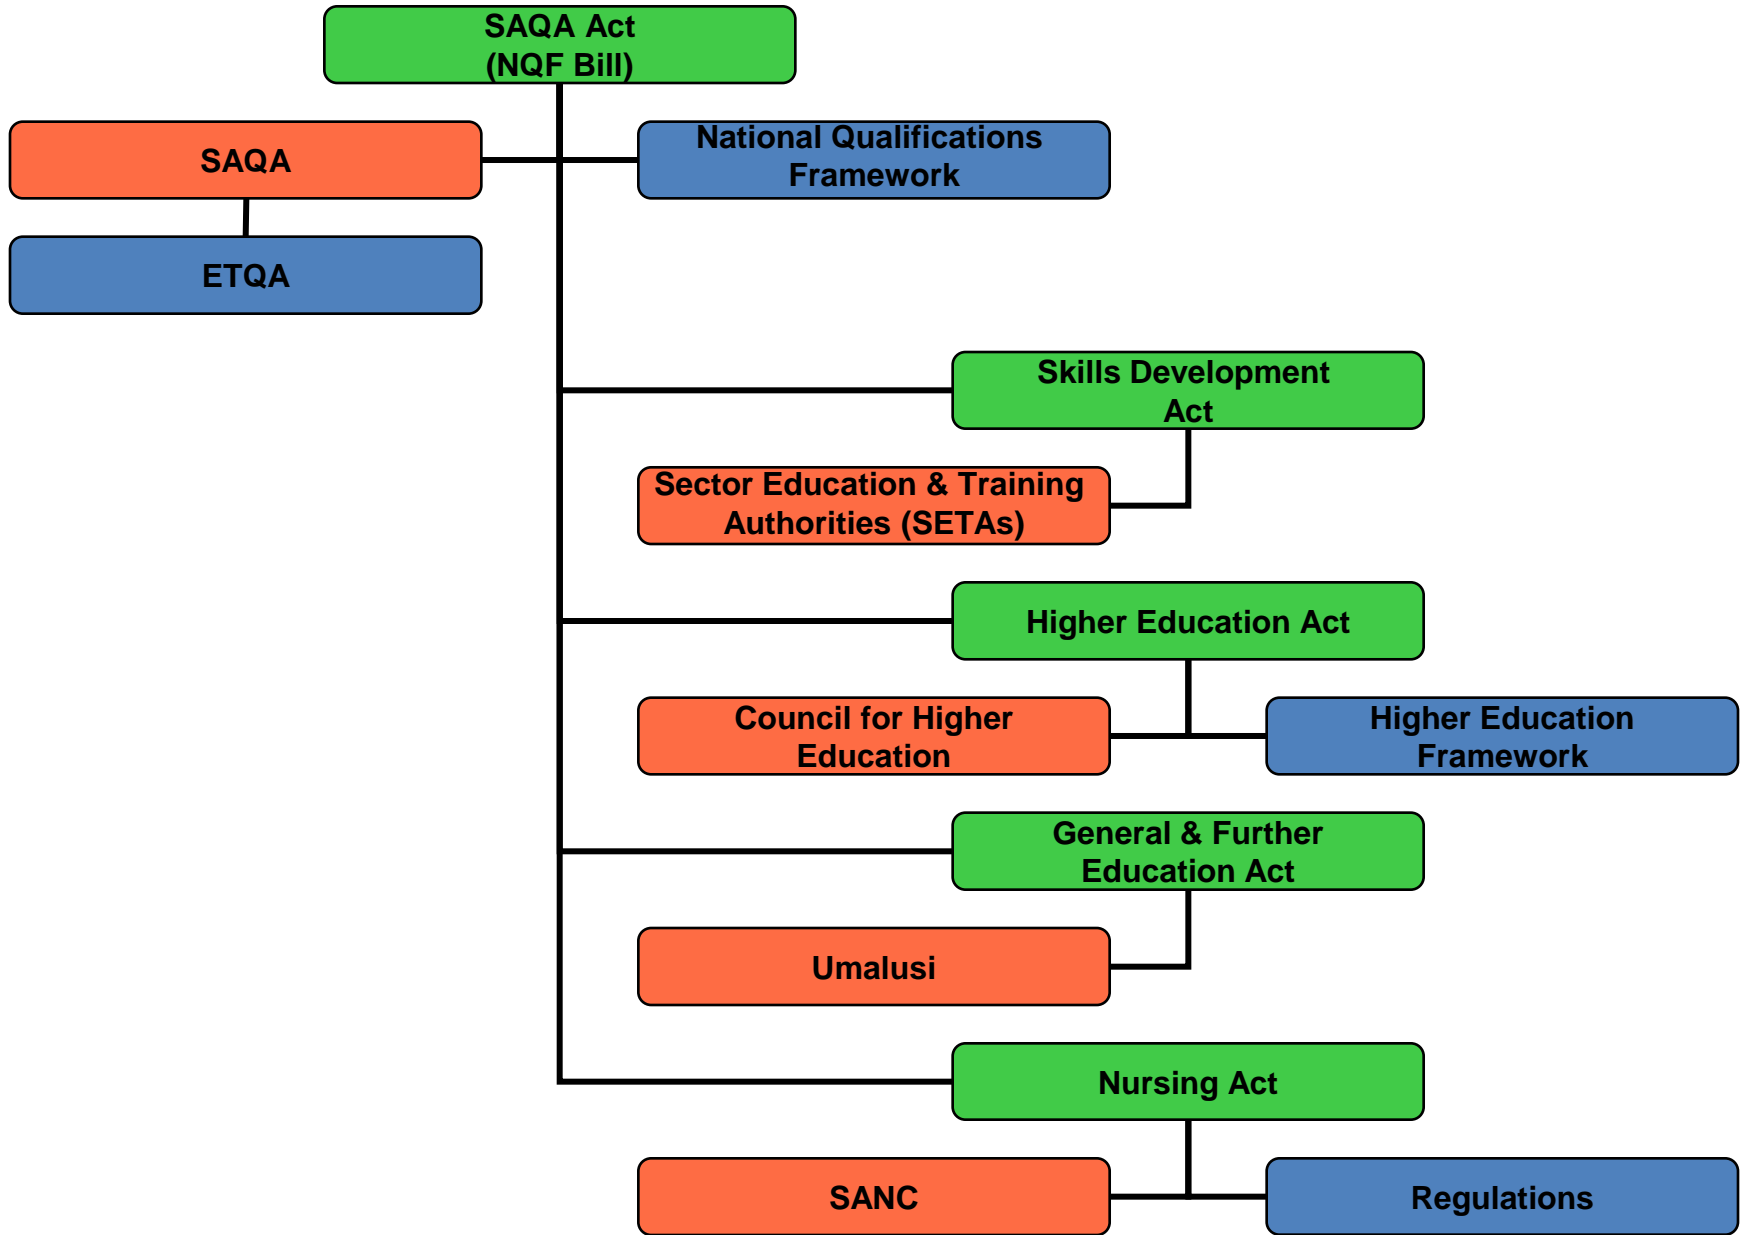 SAQA Act
(NQF Bill)
SAQA
National Qualifications
Framework
ETQA
Skills Development
Act
Sector Education & Training
Authorities (SETAs)
Higher Education Act
Council for Higher
Education
Higher Education
Framework
General & Further
Education Act
Umalusi
Nursing Act
SANC
Regulations